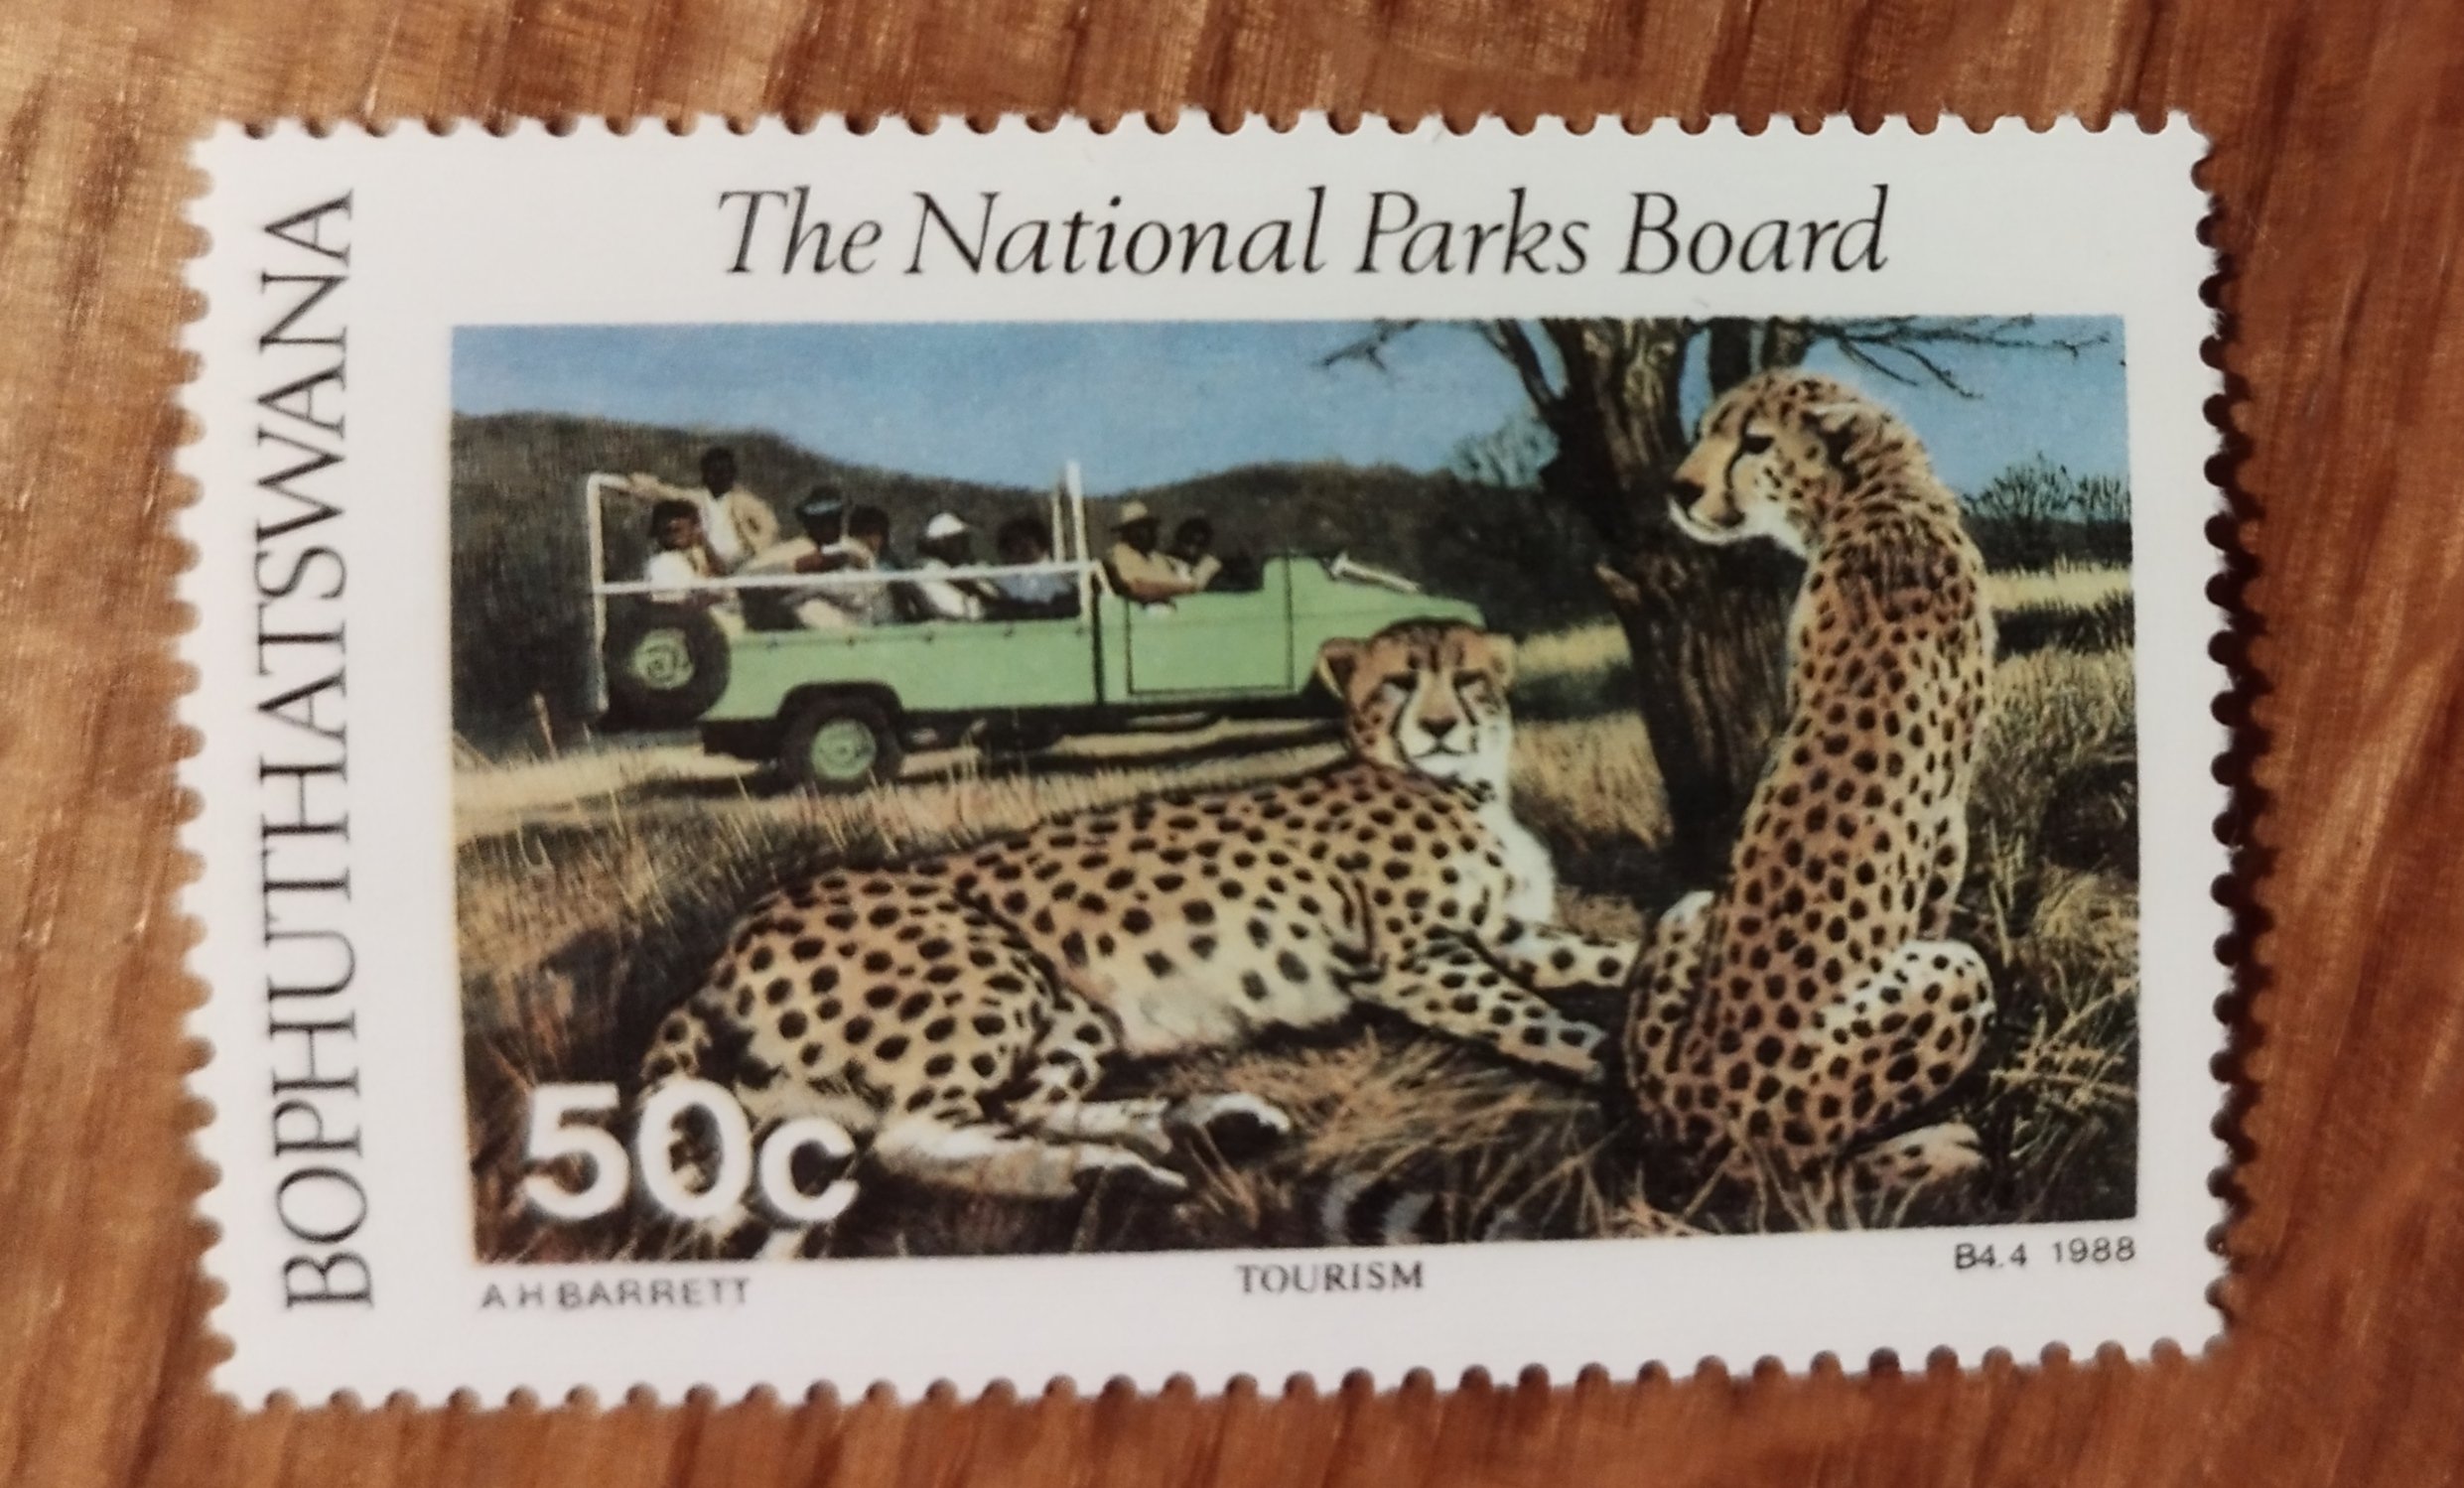 The National Parks Board
BOPHUTHATSWANA
50c
A H BARRETT
TOURISM
B4.4 1988